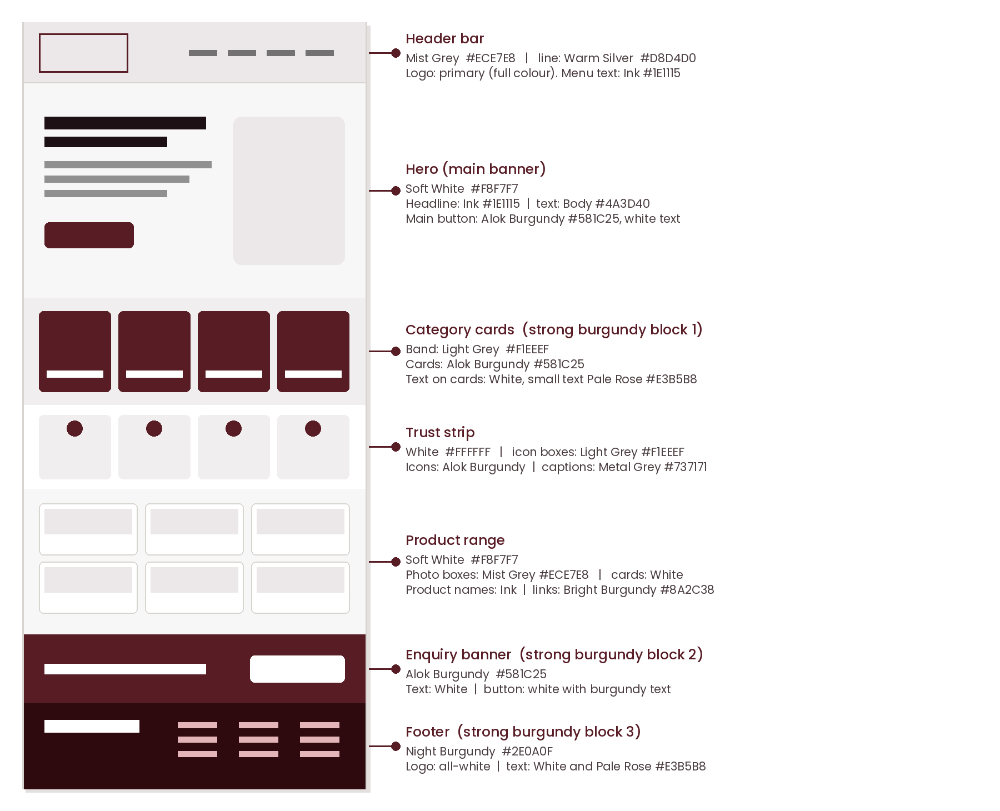 Header bar
Mist Grey #ECE7E8 | line: Warm Silver #D8D4D0
Logo: primary (full colour). Menu text: Ink #1E1115
Hero (main banner)
Soft White #F8F7F7
Headline: Ink #1E1115 | text: Body #4A3D40
Main button: Alok Burgundy #581C25, white text
Category cards (strong burgundy block 1)
Band: Light Grey #F1EEEF
Cards: Alok Burgundy #581C25
Text on cards: White, small text Pale Rose #E3B5B8
Trust strip
White #FFFFFF | icon boxes: Light Grey #F1EEEF
Icons: Alok Burgundy | captions: Metal Grey #737171
Product range
Soft White #F8F7F7
Photo boxes: Mist Grey #ECE7E8 | cards: White
Product names: Ink | links: Bright Burgundy #8A2C38
Enquiry banner (strong burgundy block 2)
Alok Burgundy #581C25
Text: White | button: white with burgundy text
Footer (strong burgundy block 3)
Night Burgundy #2E0A0F
Logo: all-white | text: White and Pale Rose #E3B5B8